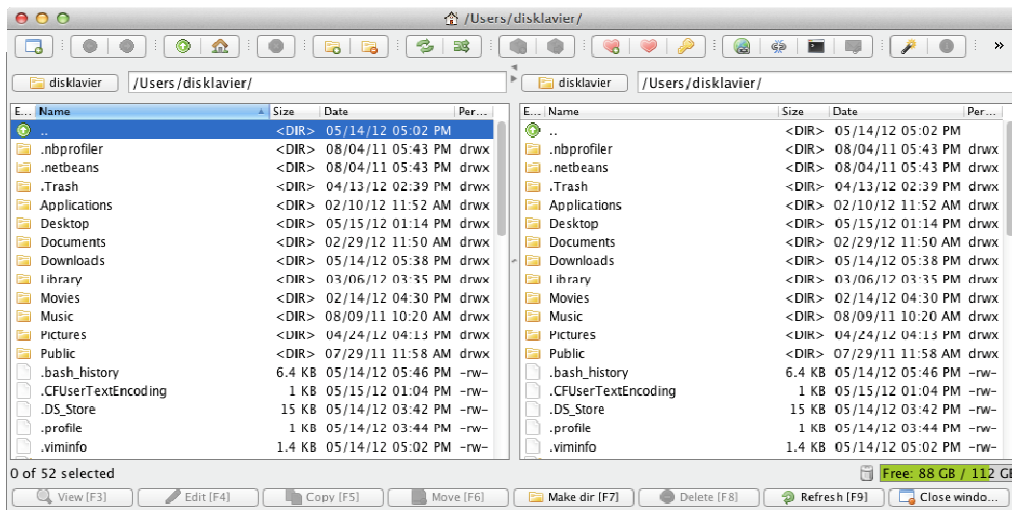 /Users/disklavier/
disklavier /Users/disklavier/ disklavier /Users/disklavier/
E... Name Size Date Per... E... Name Size Date Per...
.. <DIR> 05/14/12 05:02 PM .. <DIR> 05/14/12 05:02 PM
.nbprofiler <DIR> 08/04/11 05:43 PM drwx .nbprofiler <DIR> 08/04/11 05:43 PM drwx
.netbeans <DIR> 08/04/11 05:43 PM drwx .netbeans <DIR> 08/04/11 05:43 PM drwx
.Trash <DIR> 04/13/12 02:39 PM drwx .Trash <DIR> 04/13/12 02:39 PM drwx
Applications <DIR> 02/10/12 11:52 AM drwx Applications <DIR> 02/10/12 11:52 AM drwx
Desktop <DIR> 05/15/12 01:14 PM drwx Desktop <DIR> 05/15/12 01:14 PM drwx
Documents <DIR> 02/29/12 11:50 AM drwx Documents <DIR> 02/29/12 11:50 AM drwx
Downloads <DIR> 05/14/12 05:38 PM drwx Downloads <DIR> 05/14/12 05:38 PM drwx
Library <DIR> 03/06/12 03:35 PM drwx Library <DIR> 03/06/12 03:35 PM drwx
Movies <DIR> 02/14/12 04:30 PM drwx Movies <DIR> 02/14/12 04:30 PM drwx
Music <DIR> 08/09/11 10:20 AM drwx Music <DIR> 08/09/11 10:20 AM drwx
Pictures <DIR> 04/24/12 04:13 PM drwx Pictures <DIR> 04/24/12 04:13 PM drwx
Public <DIR> 07/29/11 11:58 AM drwx Public <DIR> 07/29/11 11:58 AM drwx
.bash_history 6.4 KB 05/14/12 05:46 PM -rw- .bash_history 6.4 KB 05/14/12 05:46 PM -rw-
.CFUserTextEncoding 1 KB 05/15/12 01:04 PM -rw- .CFUserTextEncoding 1 KB 05/15/12 01:04 PM -rw-
.DS_Store 15 KB 05/14/12 03:42 PM -rw- .DS_Store 15 KB 05/14/12 03:42 PM -rw-
.profile 1 KB 05/14/12 03:44 PM -rw- .profile 1 KB 05/14/12 03:44 PM -rw-
.viminfo 1.4 KB 05/14/12 05:02 PM -rw- .viminfo 1.4 KB 05/14/12 05:02 PM -rw-
0 of 52 selected Free: 88 GB / 112 GB
View [F3] Edit [F4] Copy [F5] Move [F6] Make dir [F7] Delete [F8] Refresh [F9] Close windo...